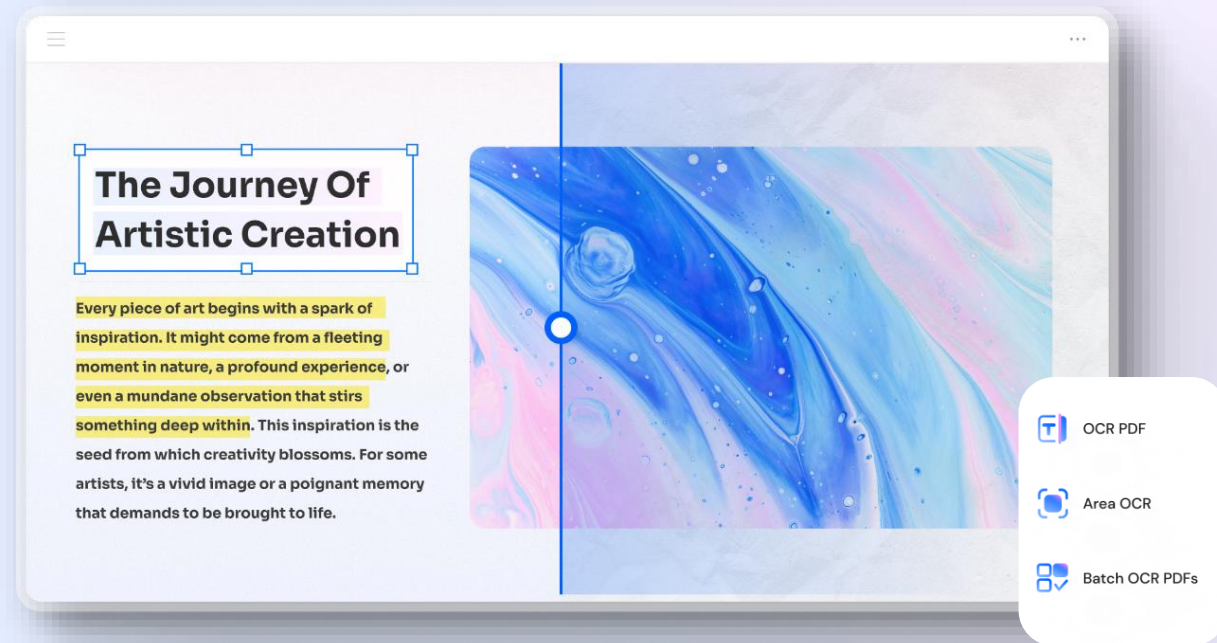 The Journey Of
Artistic Creation
Every piece of art begins with a spark of
inspiration. It might come from a fleeting
moment in nature, a profound experience, or
even a mundane observation that stirs
something deep within. This inspiration is the
seed from which creativity blossoms. For some
artists, it’s a vivid image or a poignant memory
that demands to be brought to life.
OCR PDF
Area OCR
Batch OCR PDFs